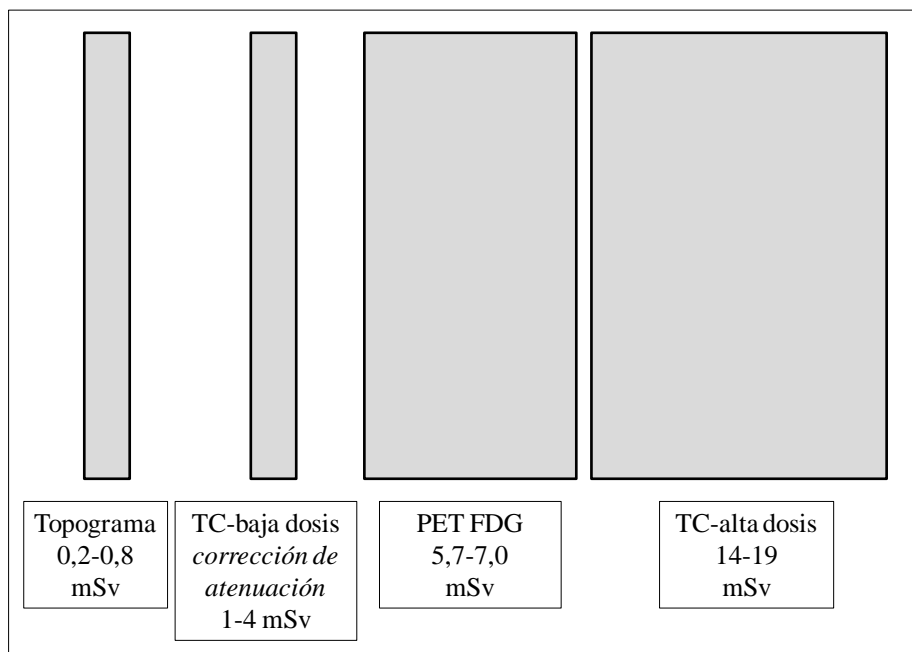 Topograma
0,2-0,8
mSv
TC-baja dosis
corrección de
atenuación
1-4 mSv
PET FDG
5,7-7,0
mSv
TC-alta dosis
14-19
mSv